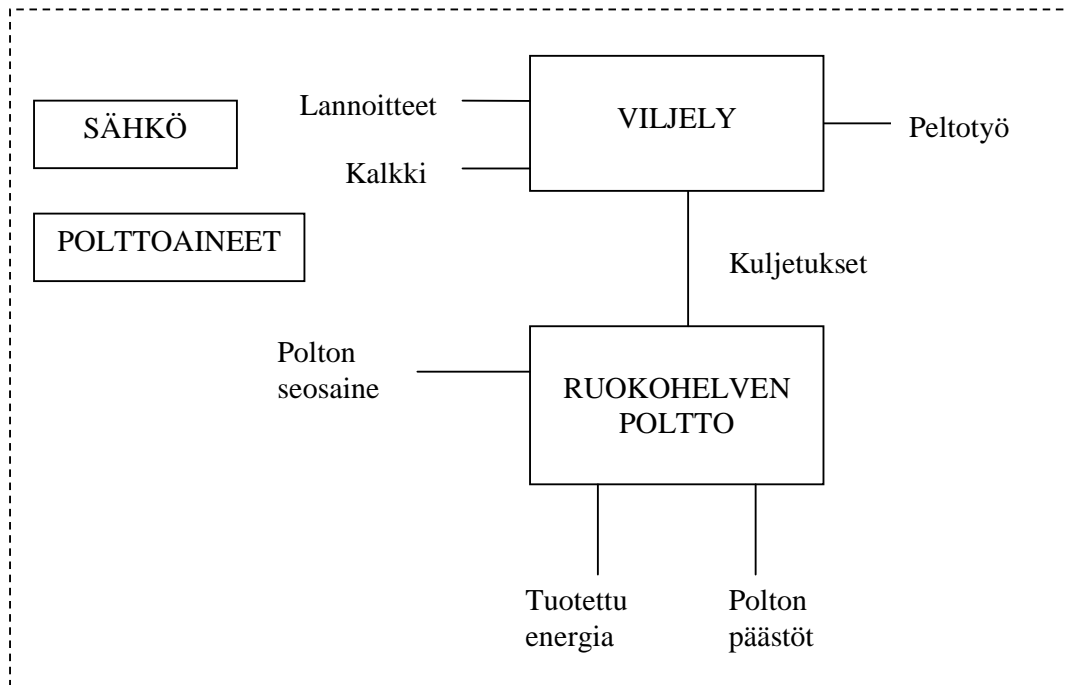 SÄHKÖ
POLTTOAINEET
Lannoitteet
Kalkki
VILJELY
Peltotyö
Kuljetukset
Polton
seosaine
RUOKOHELVEN
POLTTO
Tuotettu
energia
Polton
päästöt